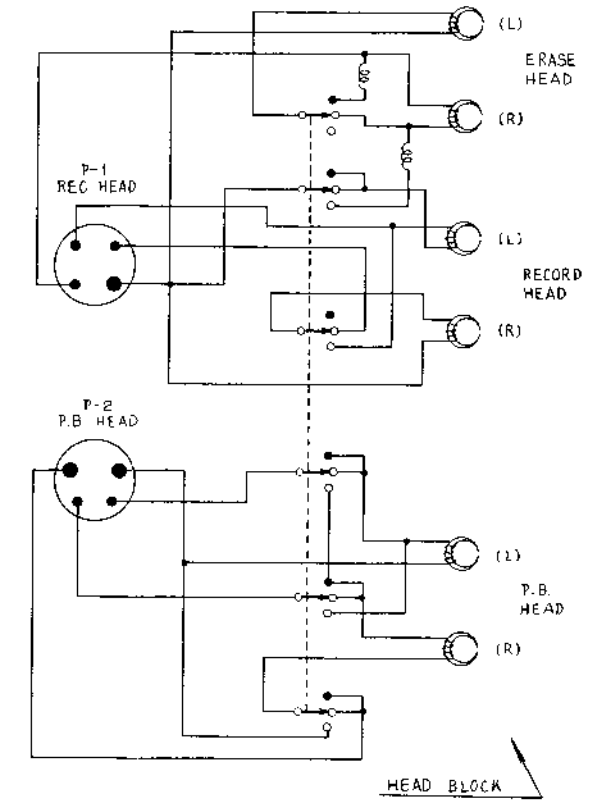 (L)
ERASE
HEAD
(R)
P-1
REC HEAD
(L)
RECORD
HEAD
(R)
P-2
P.B HEAD
(L)
P.B.
HEAD
(R)
HEAD BLOCK